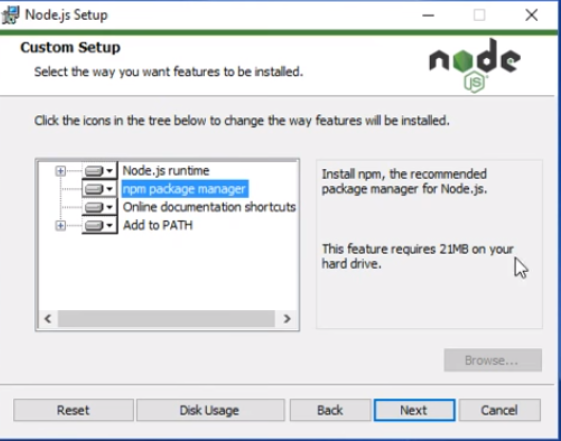 Node.js Setup
Custom Setup
Select the way you want features to be installed.
node
JS
Click the icons in the tree below to change the way features will be installed.
Node.js runtime
npm package manager
Online documentation shortcuts
Add to PATH
Install npm, the recommended
package manager for Node.js.
This feature requires 21MB on your
hard drive.
Browse...
Reset
Disk Usage
Back
Next
Cancel